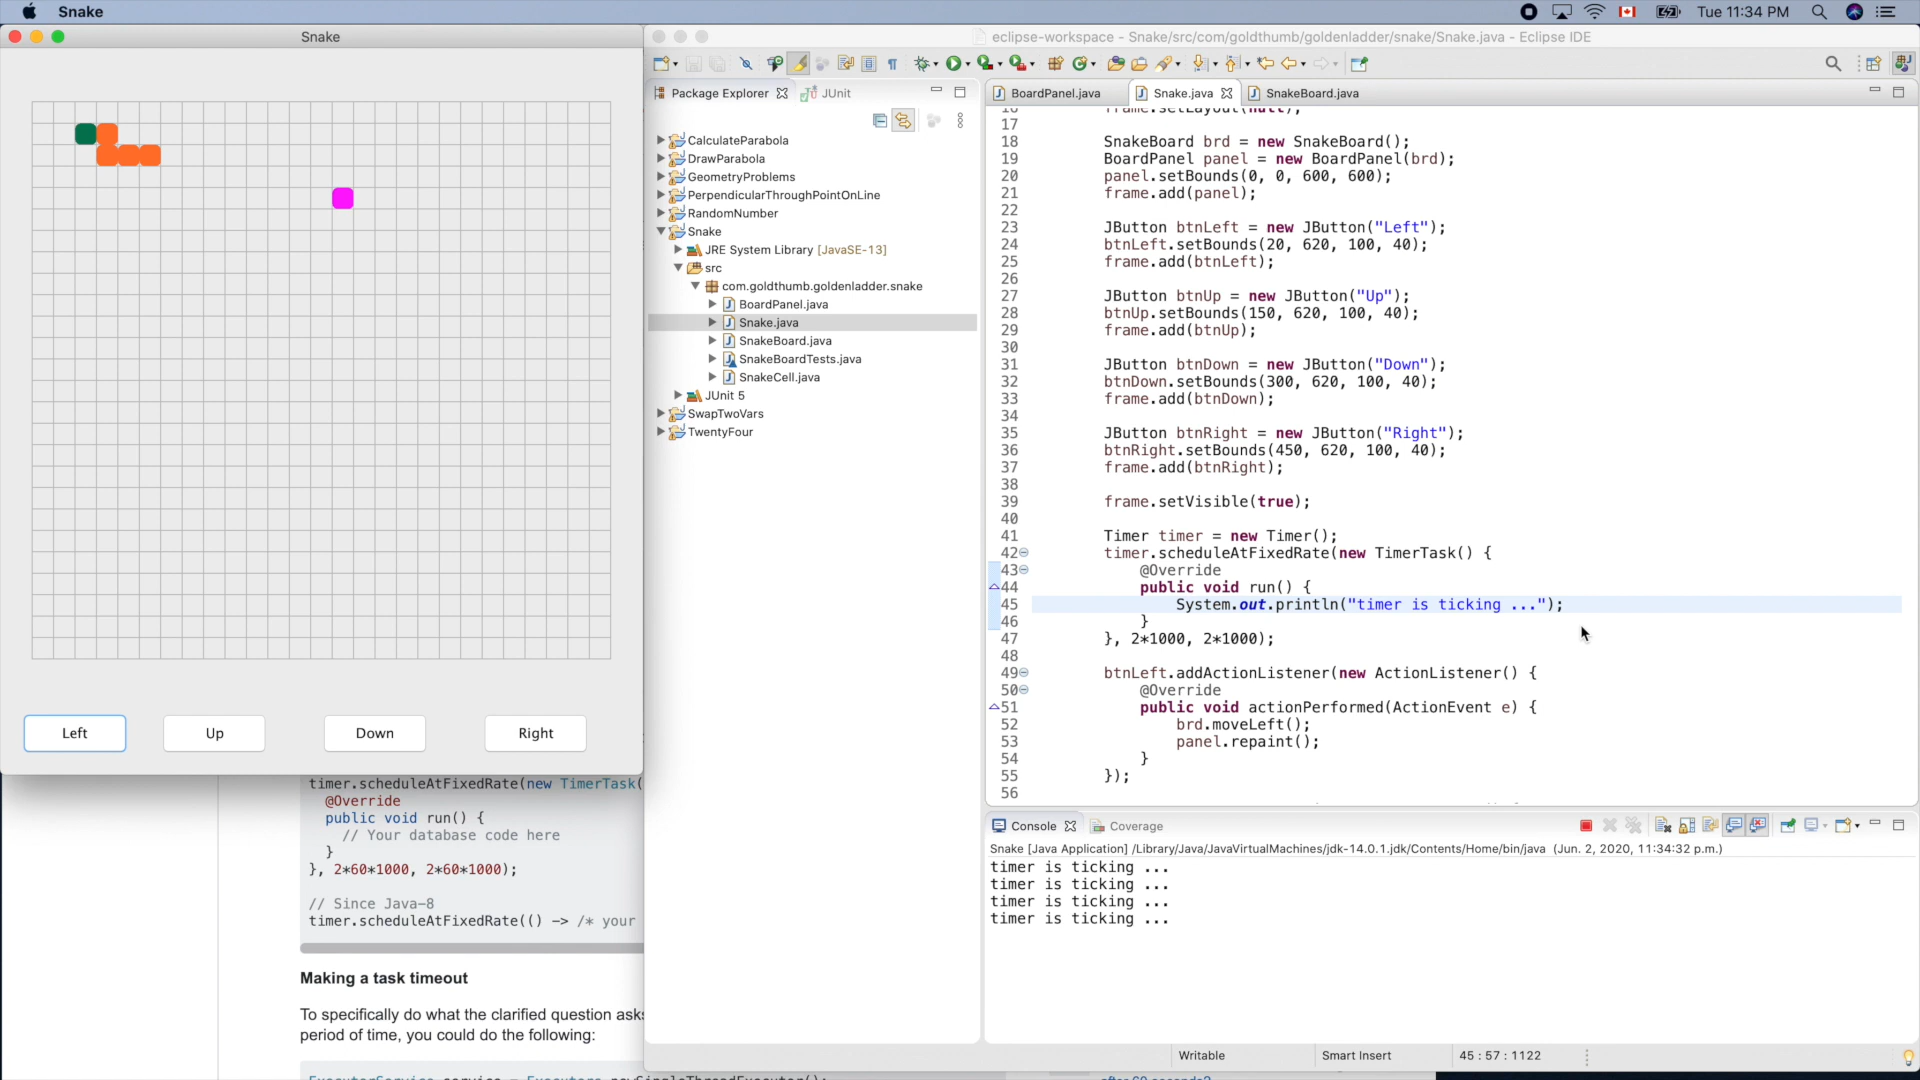 Snake
Tue 11:34 PM
Snake
eclipse-workspace - Snake/src/com/goldthumb/goldenladder/snake/Snake.java - Eclipse IDE
Package Explorer
JUnit
BoardPanel.java
Snake.java
SnakeBoard.java
CalculateParabola
DrawParabola
GeometryProblems
PerpendicularThroughPointOnLine
RandomNumber
Snake
JRE System Library [JavaSE-13]
src
com.goldthumb.goldenladder.snake
BoardPanel.java
Snake.java
SnakeBoard.java
SnakeBoardTests.java
SnakeCell.java
JUnit 5
SwapTwoVars
TwentyFour
16 frame.setLayout(null);
17
18 SnakeBoard brd = new SnakeBoard();
19 BoardPanel panel = new BoardPanel(brd);
20 panel.setBounds(0, 0, 600, 600);
21 frame.add(panel);
22
23 JButton btnLeft = new JButton("Left");
24 btnLeft.setBounds(20, 620, 100, 40);
25 frame.add(btnLeft);
26
27 JButton btnUp = new JButton("Up");
28 btnUp.setBounds(150, 620, 100, 40);
29 frame.add(btnUp);
30
31 JButton btnDown = new JButton("Down");
32 btnDown.setBounds(300, 620, 100, 40);
33 frame.add(btnDown);
34
35 JButton btnRight = new JButton("Right");
36 btnRight.setBounds(450, 620, 100, 40);
37 frame.add(btnRight);
38
39 frame.setVisible(true);
40
41 Timer timer = new Timer();
42 timer.scheduleAtFixedRate(new TimerTask() {
43 @Override
44 public void run() {
45 System.out.println("timer is ticking ...");
46 }
47 }, 2*1000, 2*1000);
48
49 btnLeft.addActionListener(new ActionListener() {
50 @Override
51 public void actionPerformed(ActionEvent e) {
52 brd.moveLeft();
53 panel.repaint();
54 }
55 });
56
Left
Up
Down
Right
timer.scheduleAtFixedRate(new TimerTask(
@Override
public void run() {
// Your database code here
}
}, 2*60*1000, 2*60*1000);
// Since Java-8
timer.scheduleAtFixedRate(() -> /* your
Making a task timeout
To specifically do what the clarified question asks
period of time, you could do the following:
Console
Coverage
Snake [Java Application] /Library/Java/JavaVirtualMachines/jdk-14.0.1.jdk/Contents/Home/bin/java (Jun. 2, 2020, 11:34:32 p.m.)
timer is ticking ...
timer is ticking ...
timer is ticking ...
timer is ticking ...
Writable
Smart Insert
45 : 57 : 1122